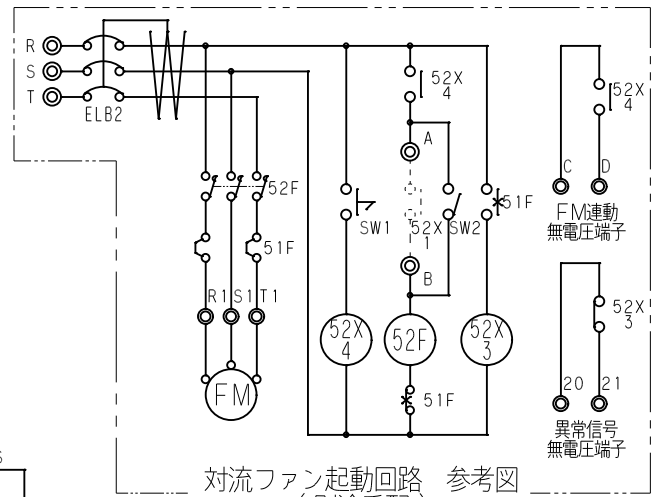 R
S
T
ELB2
52F
51F
R1 S1 T1
FM
SW1
52X
4
52X
4
A
52X
1
SW2
B
52F
51F
51F
52X
3
52X
4
C
D
FM連動
無電圧端子
52X
3
20
21
異常信号
無電圧端子
対流ファン起動回路 参考図